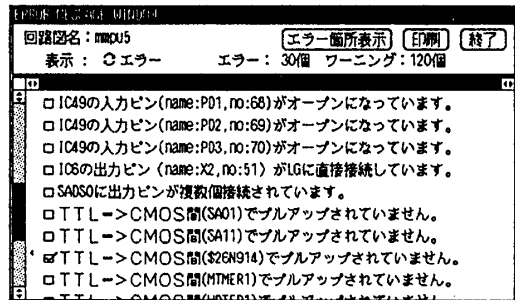 ERROR MESSAGE WINDOW
回路図名：mmpu5 エラー箇所表示 印刷 終了
表示： エラー エラー： 30個 ワーニング：120個
IC49の入力ピン(name:PD1,no:68)がオープンになっています。
IC49の入力ピン(name:PD2,no:69)がオープンになっています。
IC49の入力ピン(name:PD3,no:70)がオープンになっています。
IC6の出力ピン(name:X2,no:51) がLGに直接接続しています。
SADS0に出力ピンが複数個接続されています。
TTL->CMOS間(SA01)でプルアップされていません。
TTL->CMOS間(SA11)でプルアップされていません。
TTL->CMOS間($26N914)でプルアップされていません。
TTL->CMOS間(MTMER1)でプルアップされていません。